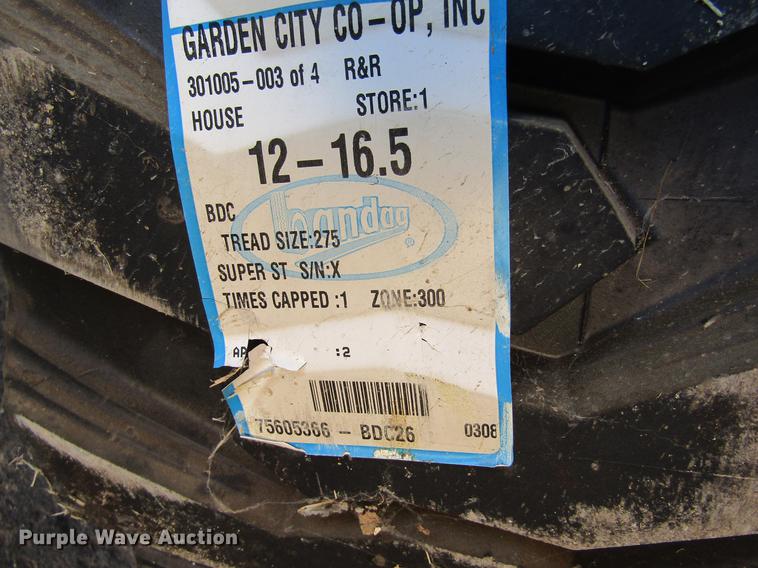 GARDEN CITY CO-OP, INC
301005-003 of 4 R&R
HOUSE STORE:1
12-16.5
BDC
bandag ®
TREAD SIZE:275
SUPER ST S/N:X
TIMES CAPPED :1 ZONE:300
:2
75605366 - BDC26 0308
Purple Wave Auction